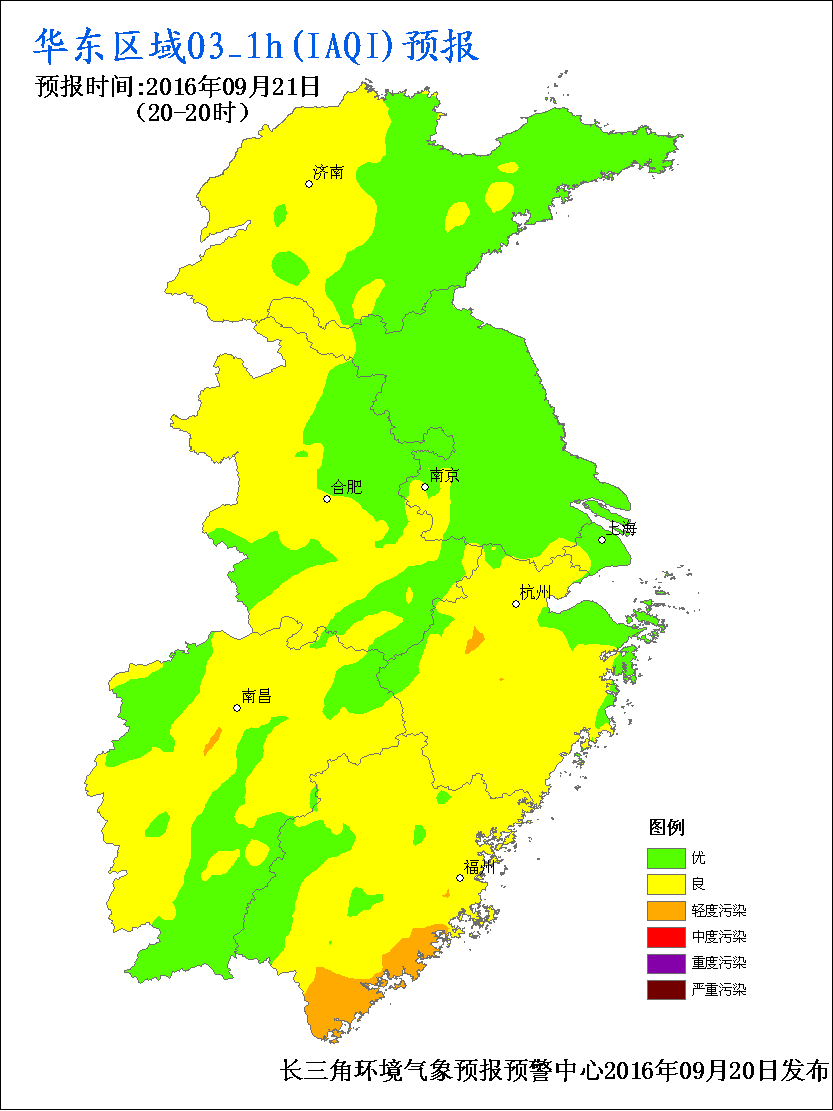 华东区域O3_1h(IAQI)预报
预报时间:2016年09月21日
（20-20时）
济南
南京
合肥
上海
杭州
南昌
福州
图例
优
良
轻度污染
中度污染
重度污染
严重污染
长三角环境气象预报预警中心2016年09月20日发布